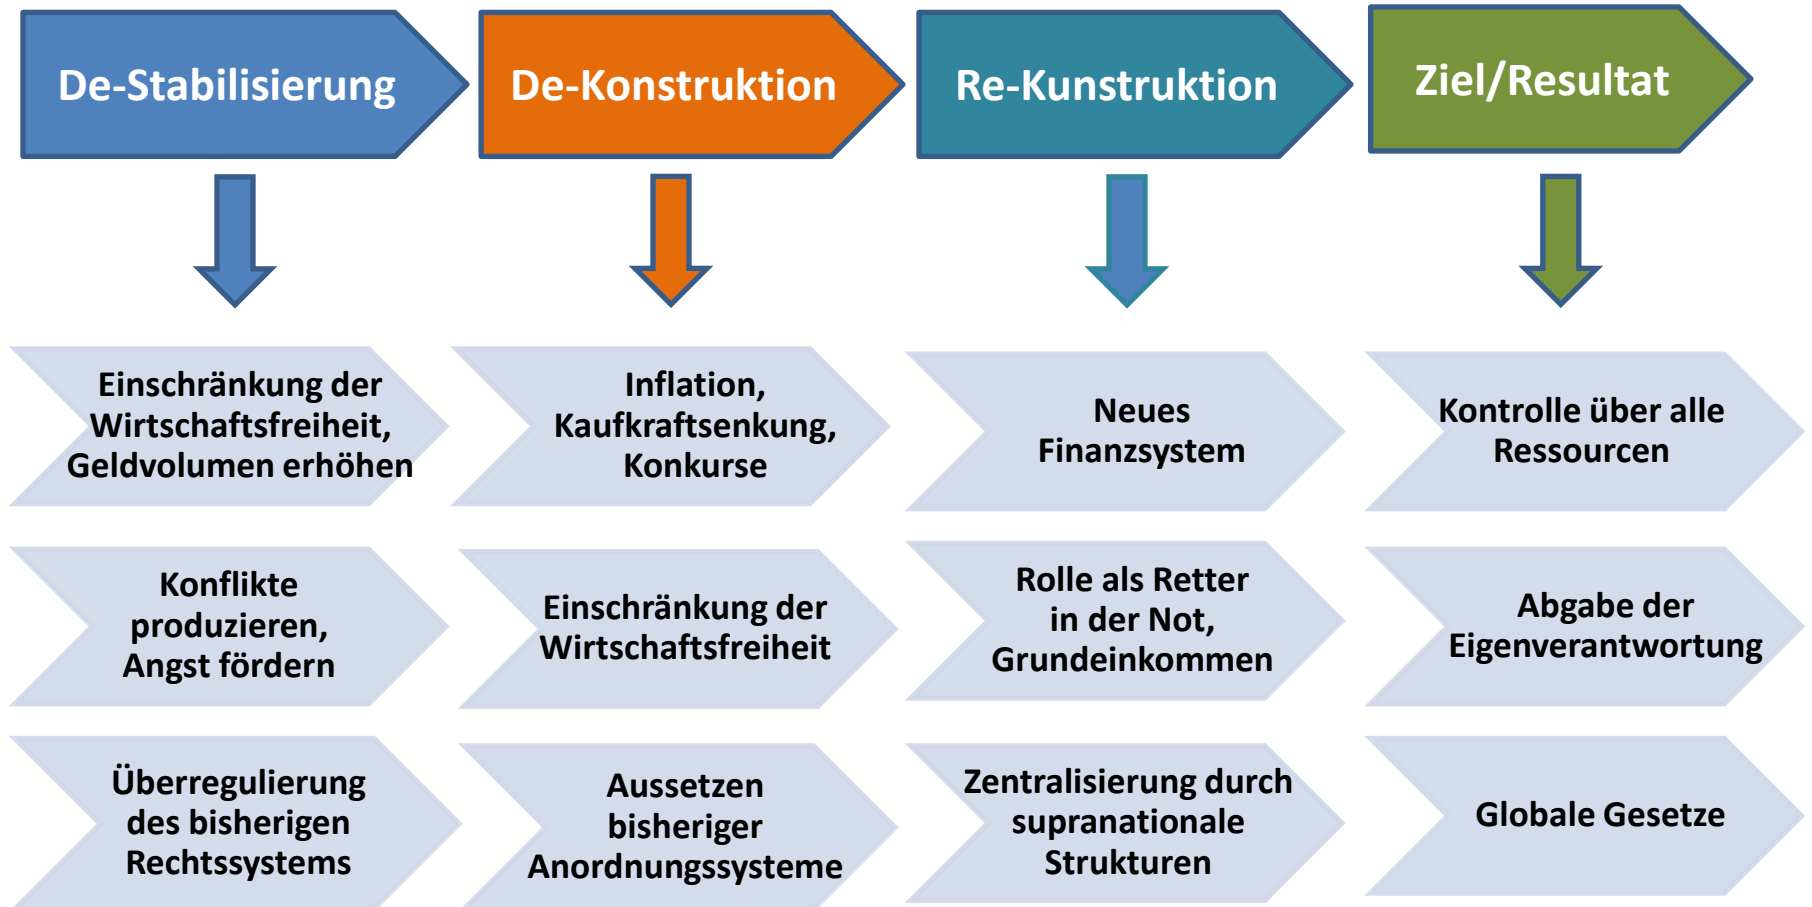 De-Stabilisierung
De-Konstruktion
Re-Kunstruktion
Ziel/Resultat
Einschränkung der
Wirtschaftsfreiheit,
Geldvolumen erhöhen
Inflation,
Kaufkraftsenkung,
Konkurse
Neues
Finanzsystem
Kontrolle über alle
Ressourcen
Konflikte
produzieren,
Angst fördern
Einschränkung der
Wirtschaftsfreiheit
Rolle als Retter
in der Not,
Grundeinkommen
Abgabe der
Eigenverantwortung
Überregulierung
des bisherigen
Rechtssystems
Aussetzen
bisheriger
Anordnungssysteme
Zentralisierung durch
supranationale
Strukturen
Globale Gesetze